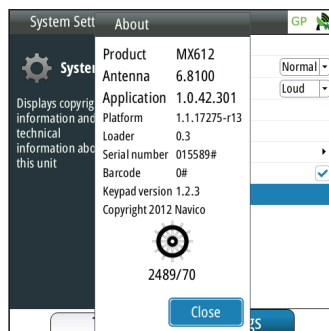 System Sett
About
GP
Product MX612
Antenna 6.8100
Application 1.0.42.301
Platform 1.1.17275-r13
Loader 0.3
Serial number 015589#
Barcode 0#
Keypad version 1.2.3
Copyright 2012 Navico
2489/70
Close
Syste
Displays copyrig
information and
technical
information abo
this unit
Normal
Loud
gs